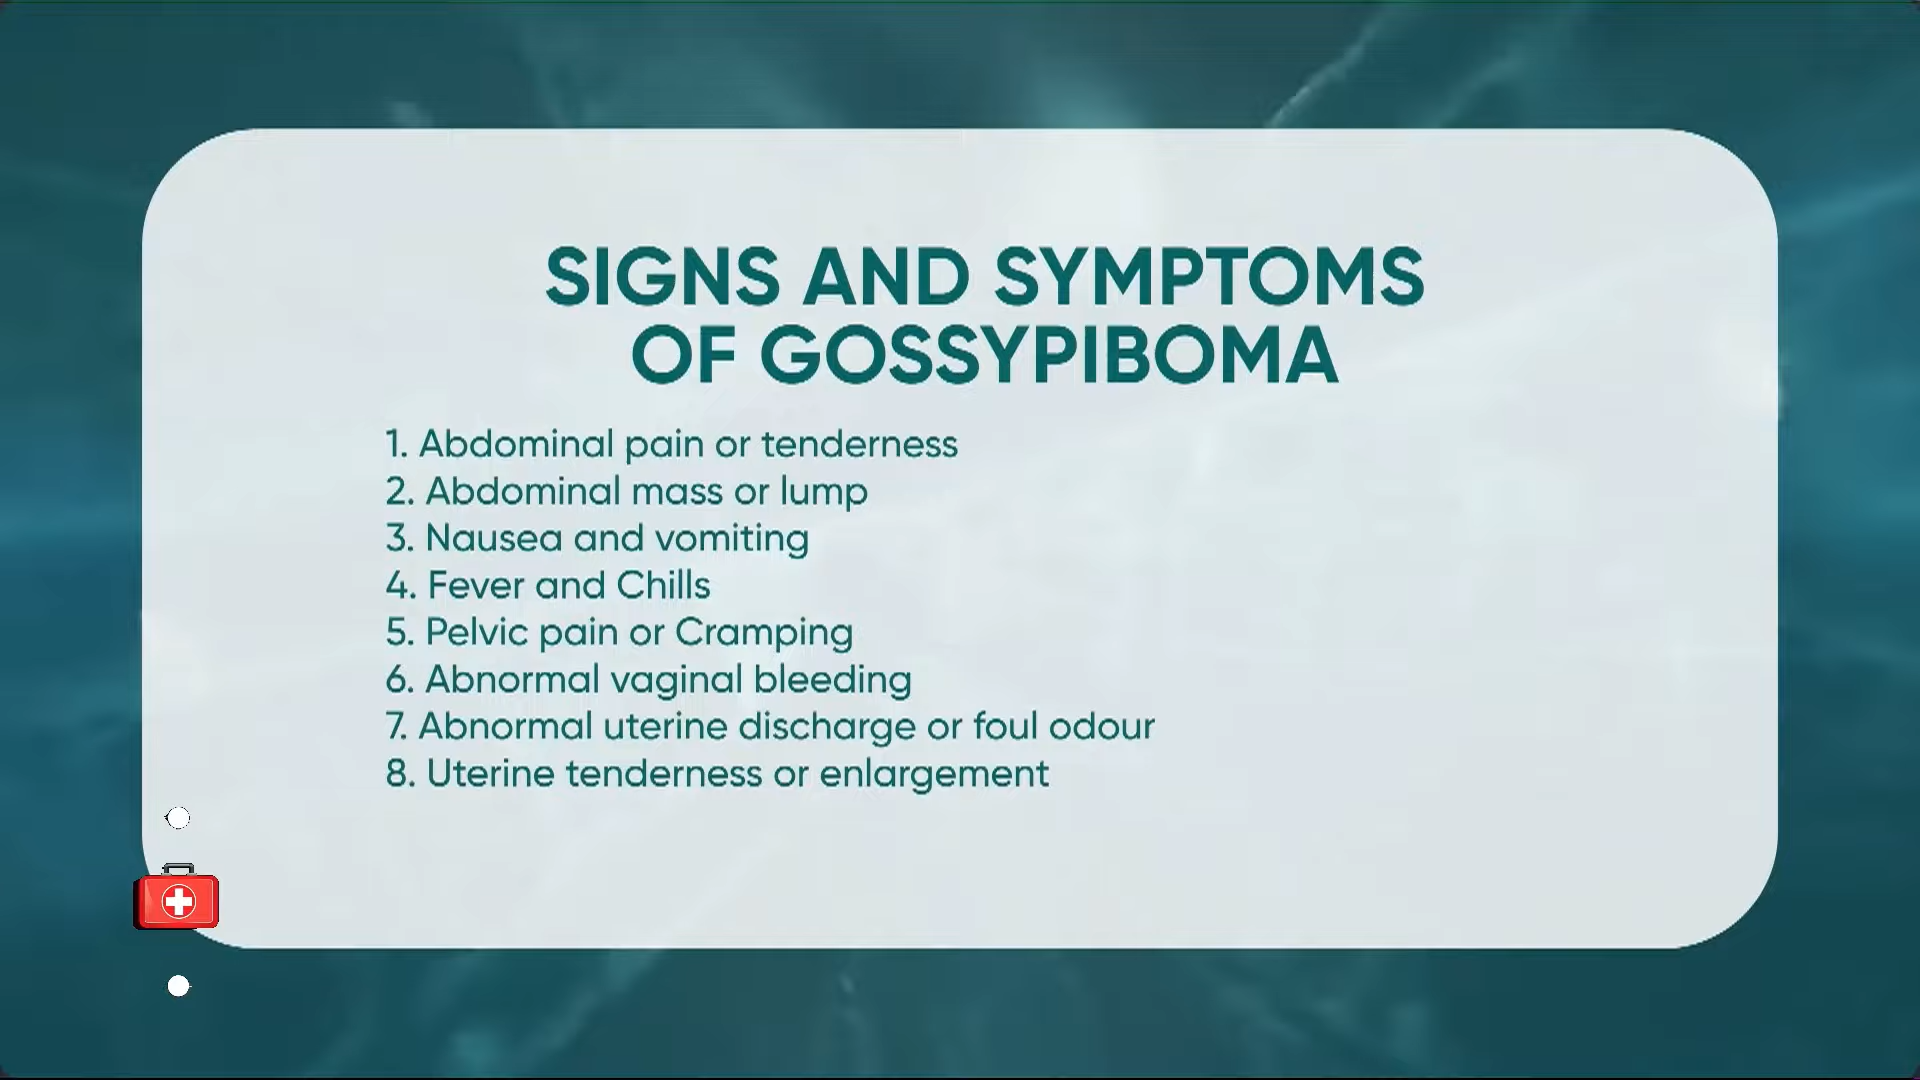 SIGNS AND SYMPTOMS
OF GOSSYPIBOMA
1. Abdominal pain or tenderness
2. Abdominal mass or lump
3. Nausea and vomiting
4. Fever and Chills
5. Pelvic pain or Cramping
6. Abnormal vaginal bleeding
7. Abnormal uterine discharge or foul odour
8. Uterine tenderness or enlargement